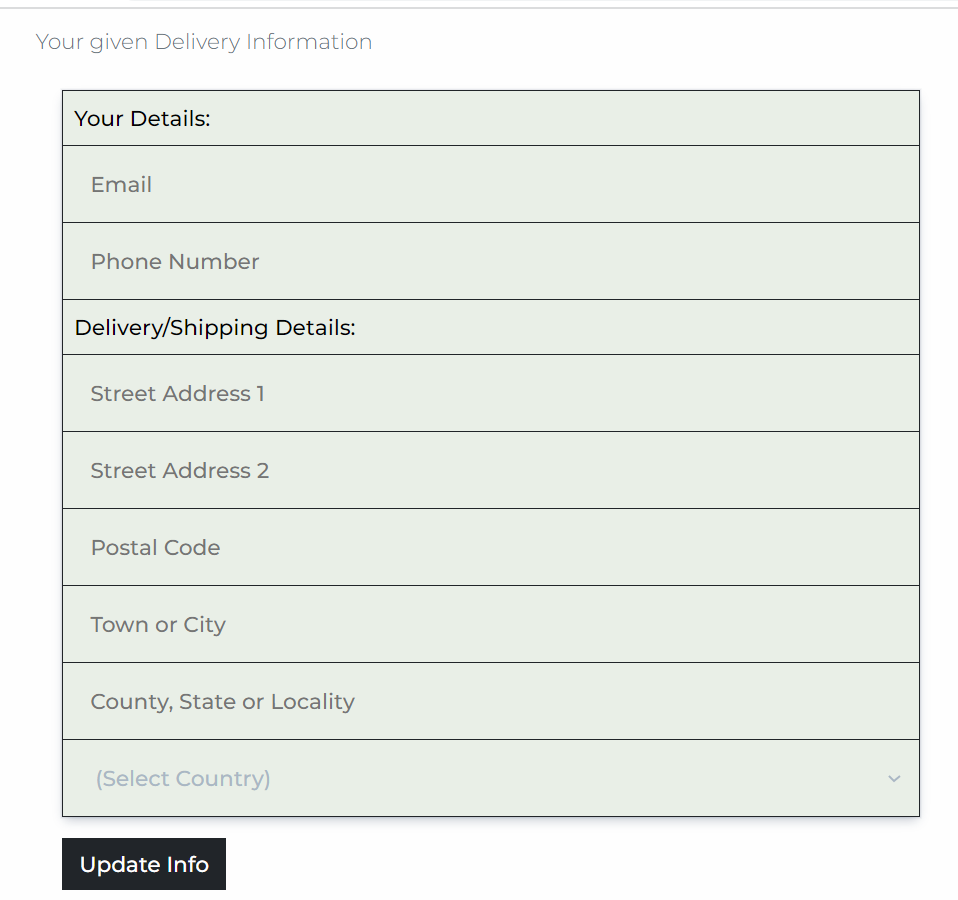 Your given Delivery Information
Your Details:
Email
Phone Number
Delivery/Shipping Details:
Street Address 1
Street Address 2
Postal Code
Town or City
County, State or Locality
(Select Country)
Update Info